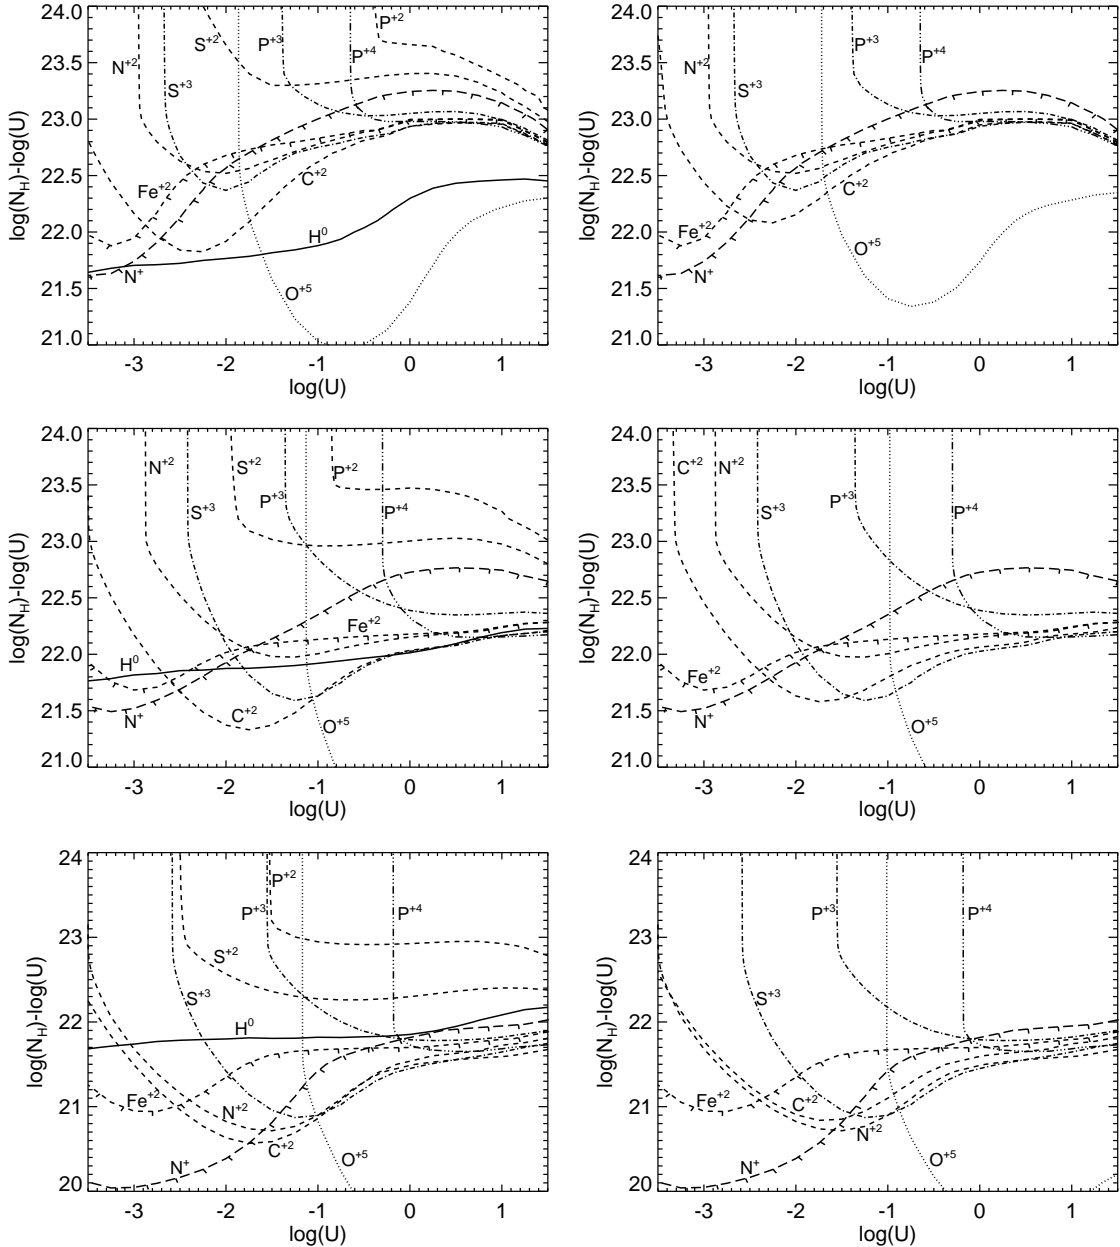 24.0
23.5
23.0
22.5
22.0
21.5
21.0
log(N_H)-log(U)
N⁺²
S⁺³
S⁺²
P⁺³
P⁺⁴
P⁺²
Fe⁺²
C⁺²
H⁰
N⁺
O⁺⁵
-3 -2 -1 0 1
log(U)
24.0
23.5
23.0
22.5
22.0
21.5
21.0
log(N_H)-log(U)
N⁺²
S⁺³
P⁺³
P⁺⁴
C⁺²
Fe⁺²
N⁺
O⁺⁵
-3 -2 -1 0 1
log(U)
24.0
23.5
23.0
22.5
22.0
21.5
21.0
log(N_H)-log(U)
N⁺²
S⁺²
P⁺²
S⁺³
P⁺³
P⁺⁴
Fe⁺²
H⁰
N⁺
C⁺²
O⁺⁵
-3 -2 -1 0 1
log(U)
24.0
23.5
23.0
22.5
22.0
21.5
21.0
log(N_H)-log(U)
C⁺²
N⁺²
S⁺³
P⁺³
P⁺⁴
Fe⁺²
N⁺
O⁺⁵
-3 -2 -1 0 1
log(U)
24
23
22
21
20
log(N_H)-log(U)
P⁺²
P⁺³
P⁺⁴
S⁺²
S⁺³
H⁰
Fe⁺²
N⁺²
C⁺²
N⁺
O⁺⁵
-3 -2 -1 0 1
log(U)
24
23
22
21
20
log(N_H)-log(U)
P⁺³
P⁺⁴
S⁺³
Fe⁺²
C⁺²
N⁺²
N⁺
O⁺⁵
-3 -2 -1 0 1
log(U)